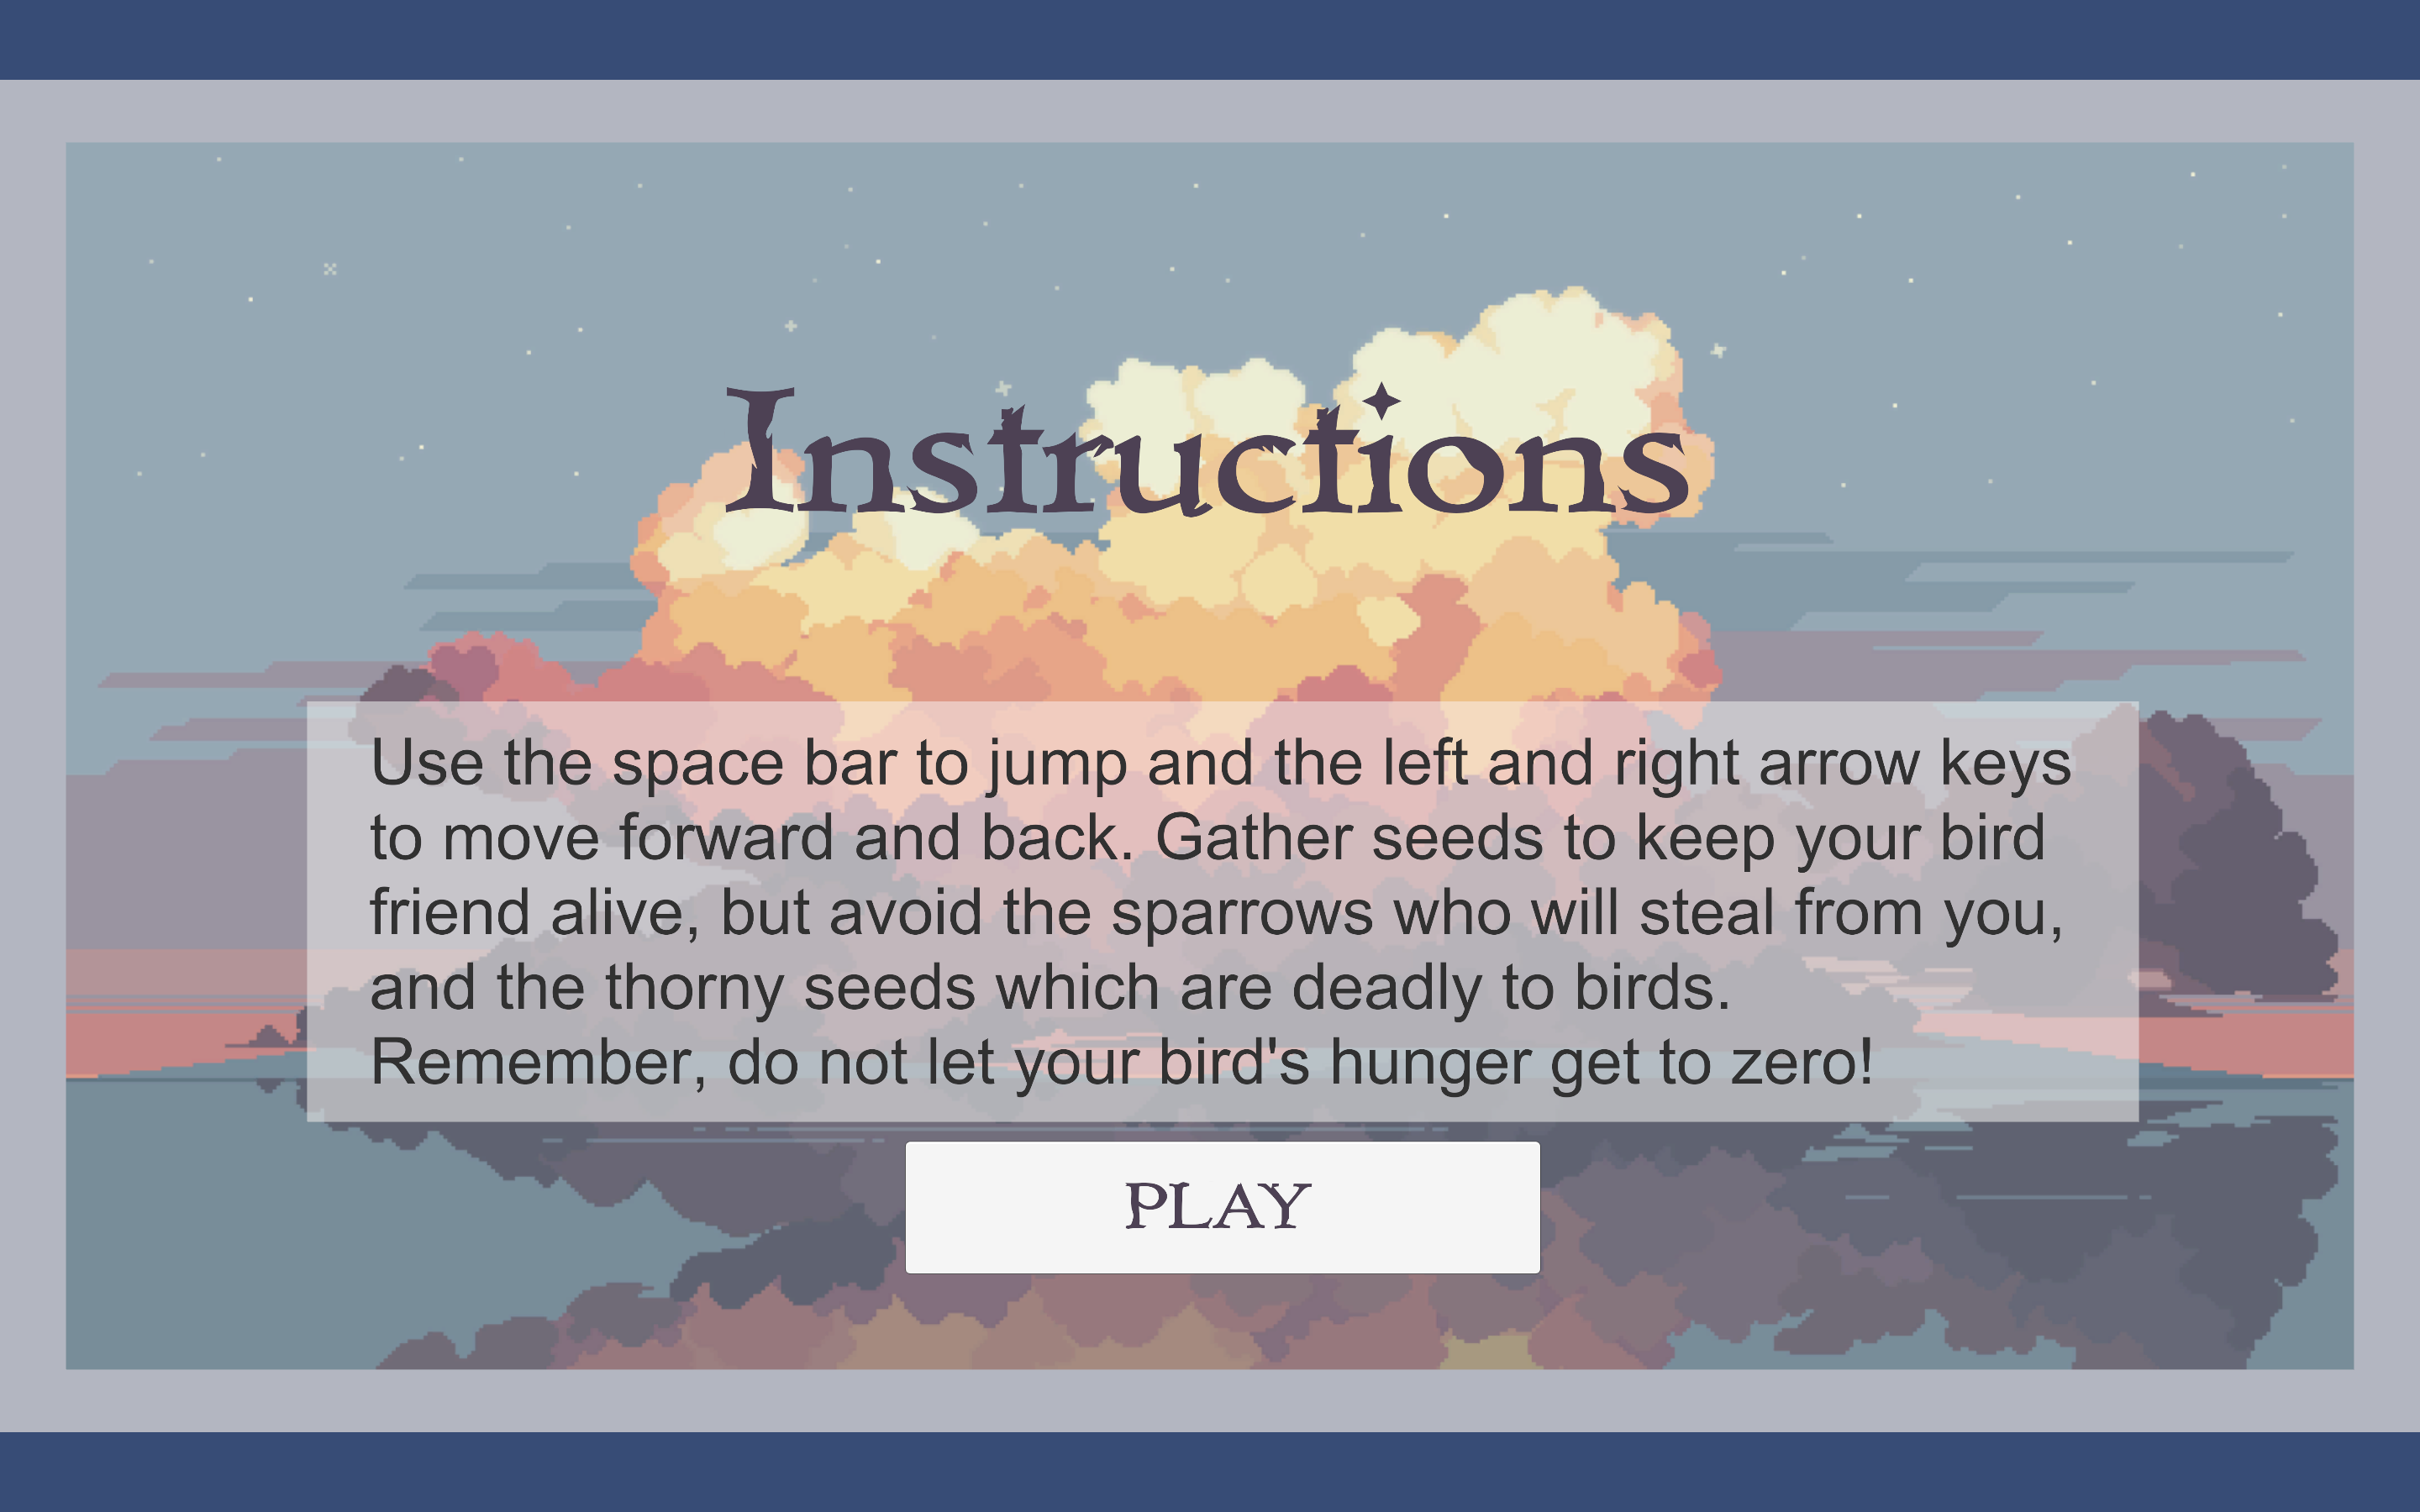 Instructions
Use the space bar to jump and the left and right arrow keys
to move forward and back. Gather seeds to keep your bird
friend alive, but avoid the sparrows who will steal from you,
and the thorny seeds which are deadly to birds.
Remember, do not let your bird's hunger get to zero!
PLAY